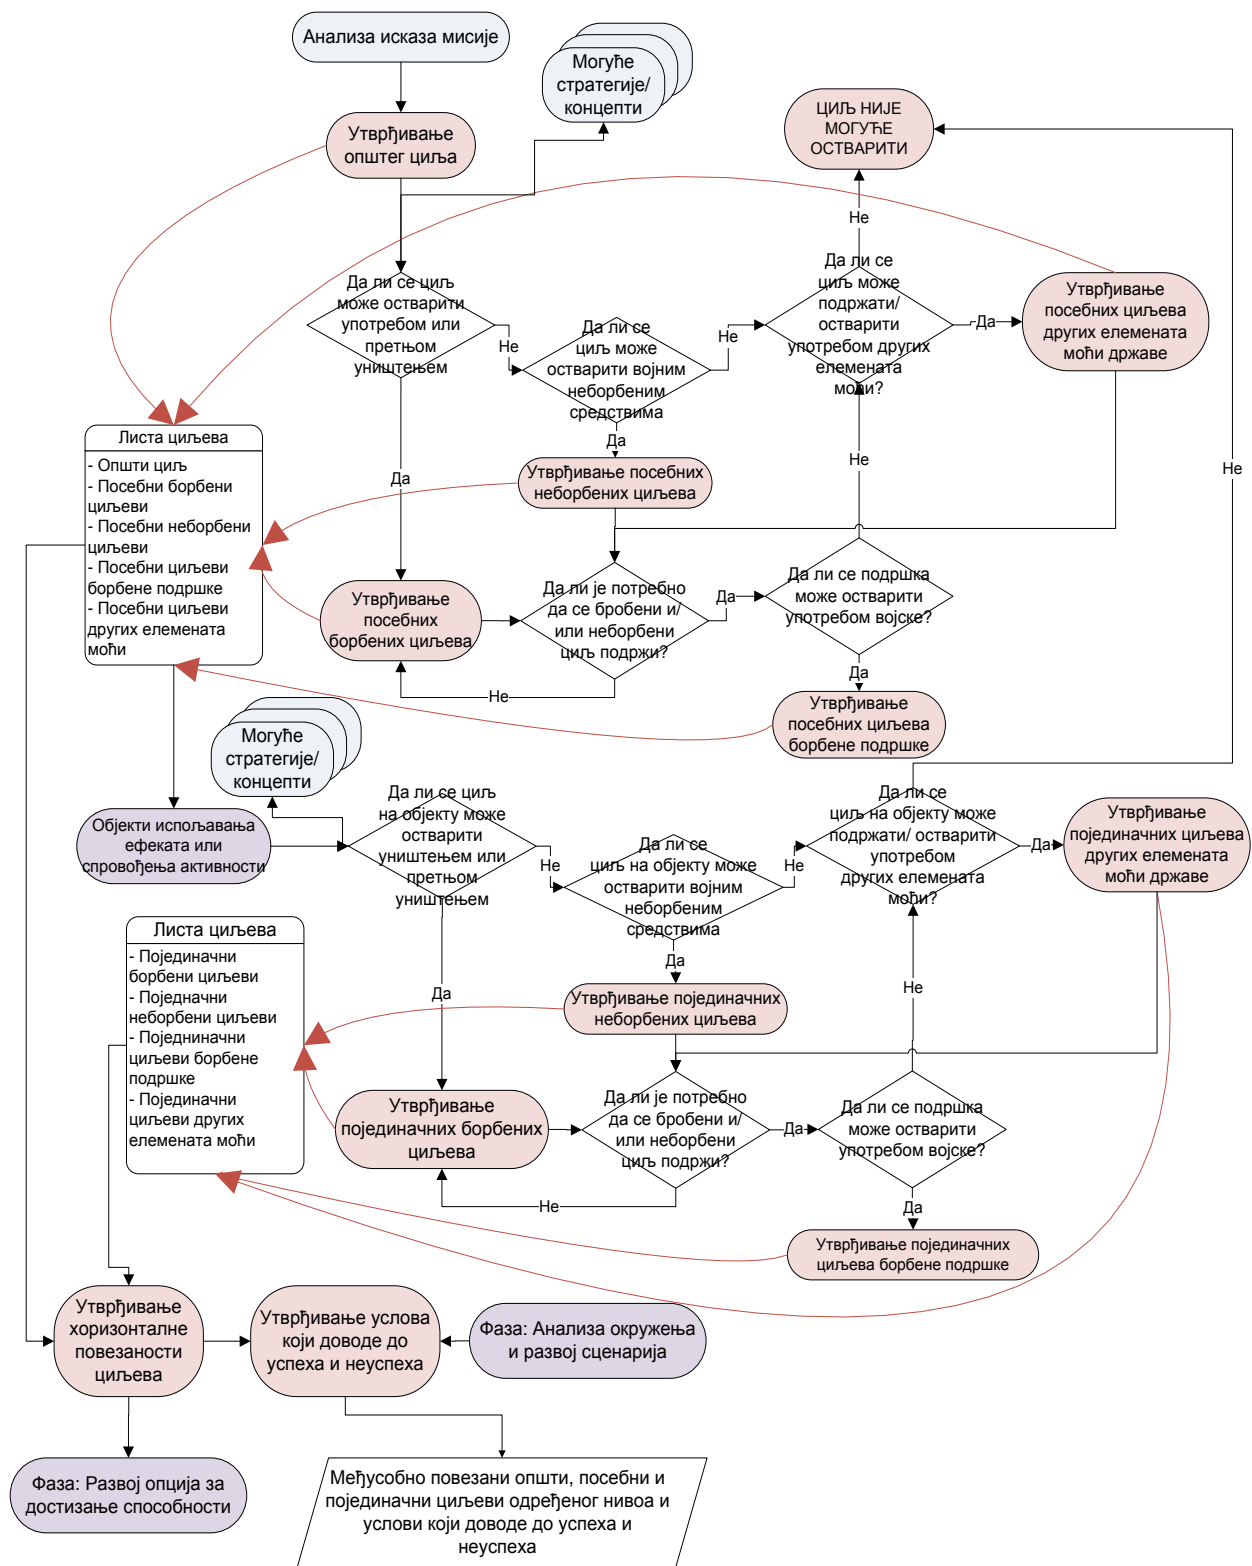 Анализа исказа мисије
Могуће
стратегије/
концепти
ЦИЉ НИЈЕ
МОГУЋЕ
ОСТВАРИТИ
Утврђивање
општег циља
Не
Да ли се циљ
може остварити
употребом или
претњом
уништењем
Не
Да ли се
циљ може
остварити војним
неборбеним
средствима
Не
Да ли се
циљ може
подржати/
остварити
употребом других
елемената
моћи?
Да
Утврђивање
посебних циљева
других елемената
моћи државе
Да
Не
Не
Да
Листа циљева
- Општи циљ
- Посебни борбени
циљеви
- Посебни неборбени
циљеви
- Посебни циљеви
борбене подршке
- Посебни циљеви
других елемената
моћи
Утврђивање посебних
неборбених циљева
Утврђивање
посебних
борбених циљева
Да ли је потребно
да се бробени и/
или неборбени
циљ подржи?
Да
Да ли се подршка
може остварити
употребом војске?
Не
Да
Утврђивање
посебних циљева
борбене подршке
Могуће
стратегије/
концепти
Објекти испољавања
ефеката или
спровођења активности
Да ли се циљ
на објекту може
остварити
уништењем или
претњом
уништењем
Не
Да ли се
циљ на објекту може
остварити војним
неборбеним
средствима
Не
Да ли се
циљ на објекту може
подржати/ остварити
употребом
других елемената
моћи?
Да
Утврђивање
појединачних циљева
других елемената
моћи државе
Да
Да
Не
Листа циљева
- Појединачни
борбени циљеви
- Поједначни
неборбени циљеви
- Поједниначни
циљеви борбене
подршке
- Појединачни
циљеви других
елемената моћи
Утврђивање појединачних
неборбених циљева
Утврђивање
појединачних борбених
циљева
Да ли је потребно
да се бробени и/
или неборбени
циљ подржи?
Да
Да ли се подршка
може остварити
употребом војске?
Не
Да
Утврђивање појединачних
циљева борбене подршке
Утврђивање
хоризонталне
повезаности
циљева
Утврђивање услова
који доводе до
успеха и неуспеха
Фаза: Анализа окружења
и развој сценарија
Фаза: Развој опција за
достизање способности
Међусобно повезани општи, посебни и
појединачни циљеви одређеног нивоа и
услови који доводе до успеха и
неуспеха